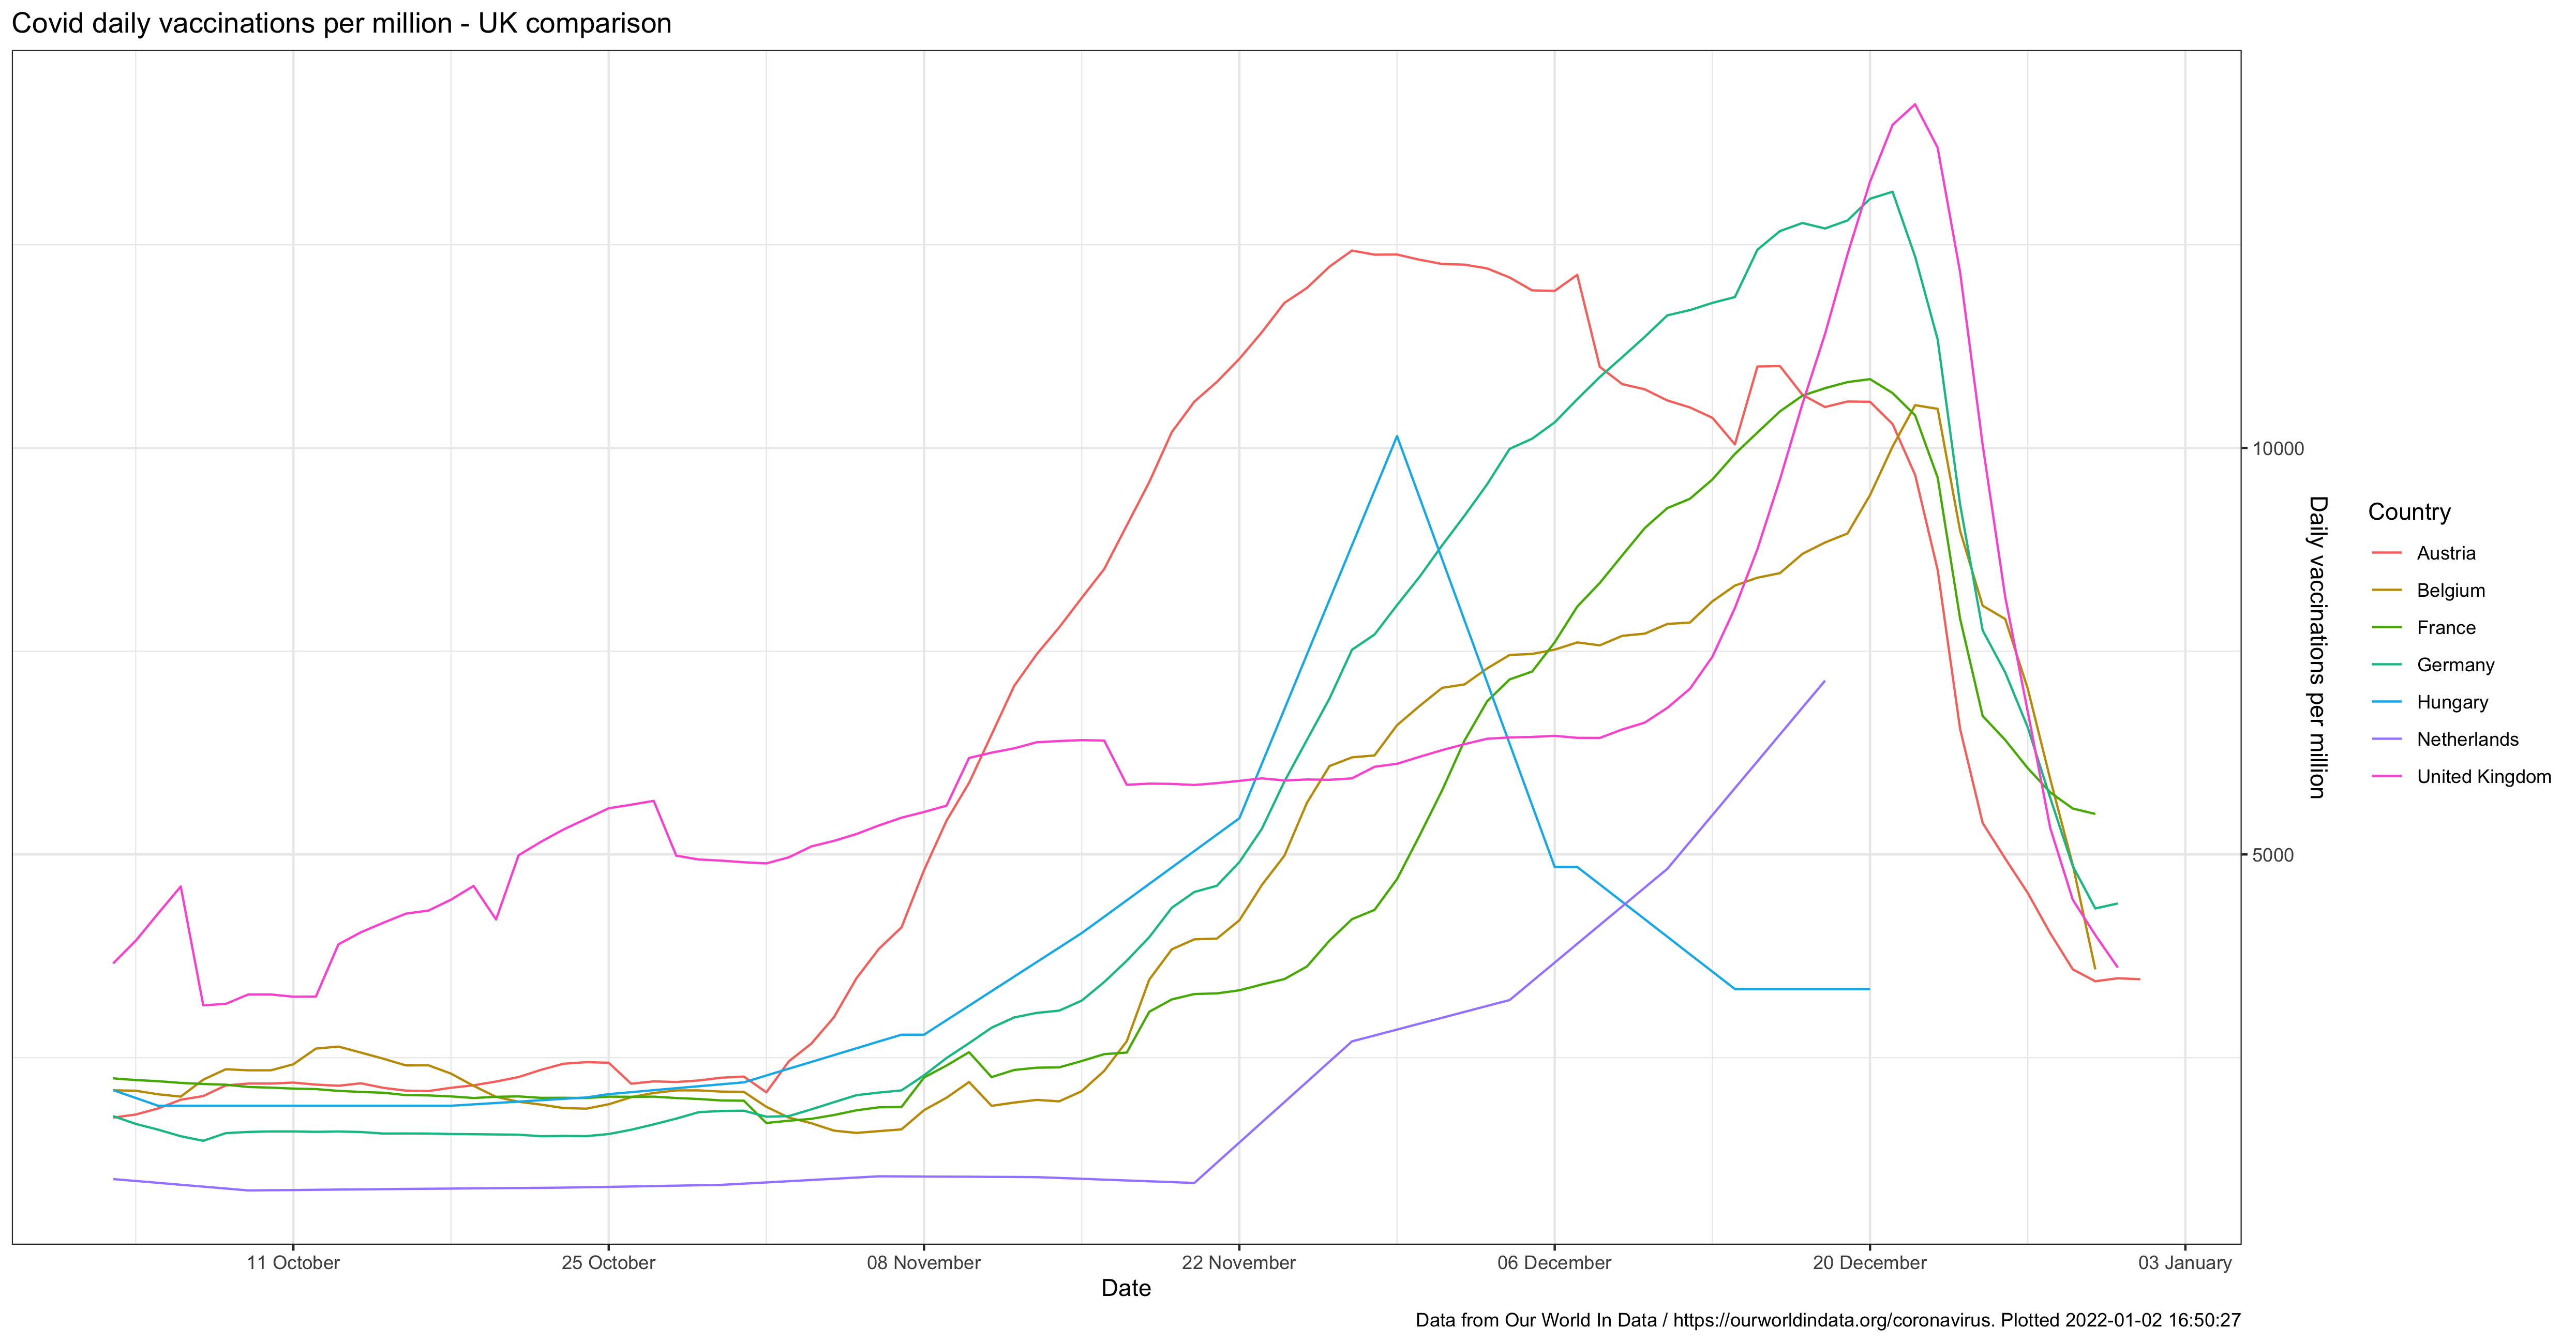 Covid daily vaccinations per million - UK comparison
10000
5000
Daily vaccinations per million
Country
Austria
Belgium
France
Germany
Hungary
Netherlands
United Kingdom
11 October
25 October
08 November
22 November
06 December
20 December
03 January
Date
Data from Our World In Data / https://ourworldindata.org/coronavirus. Plotted 2022-01-02 16:50:27